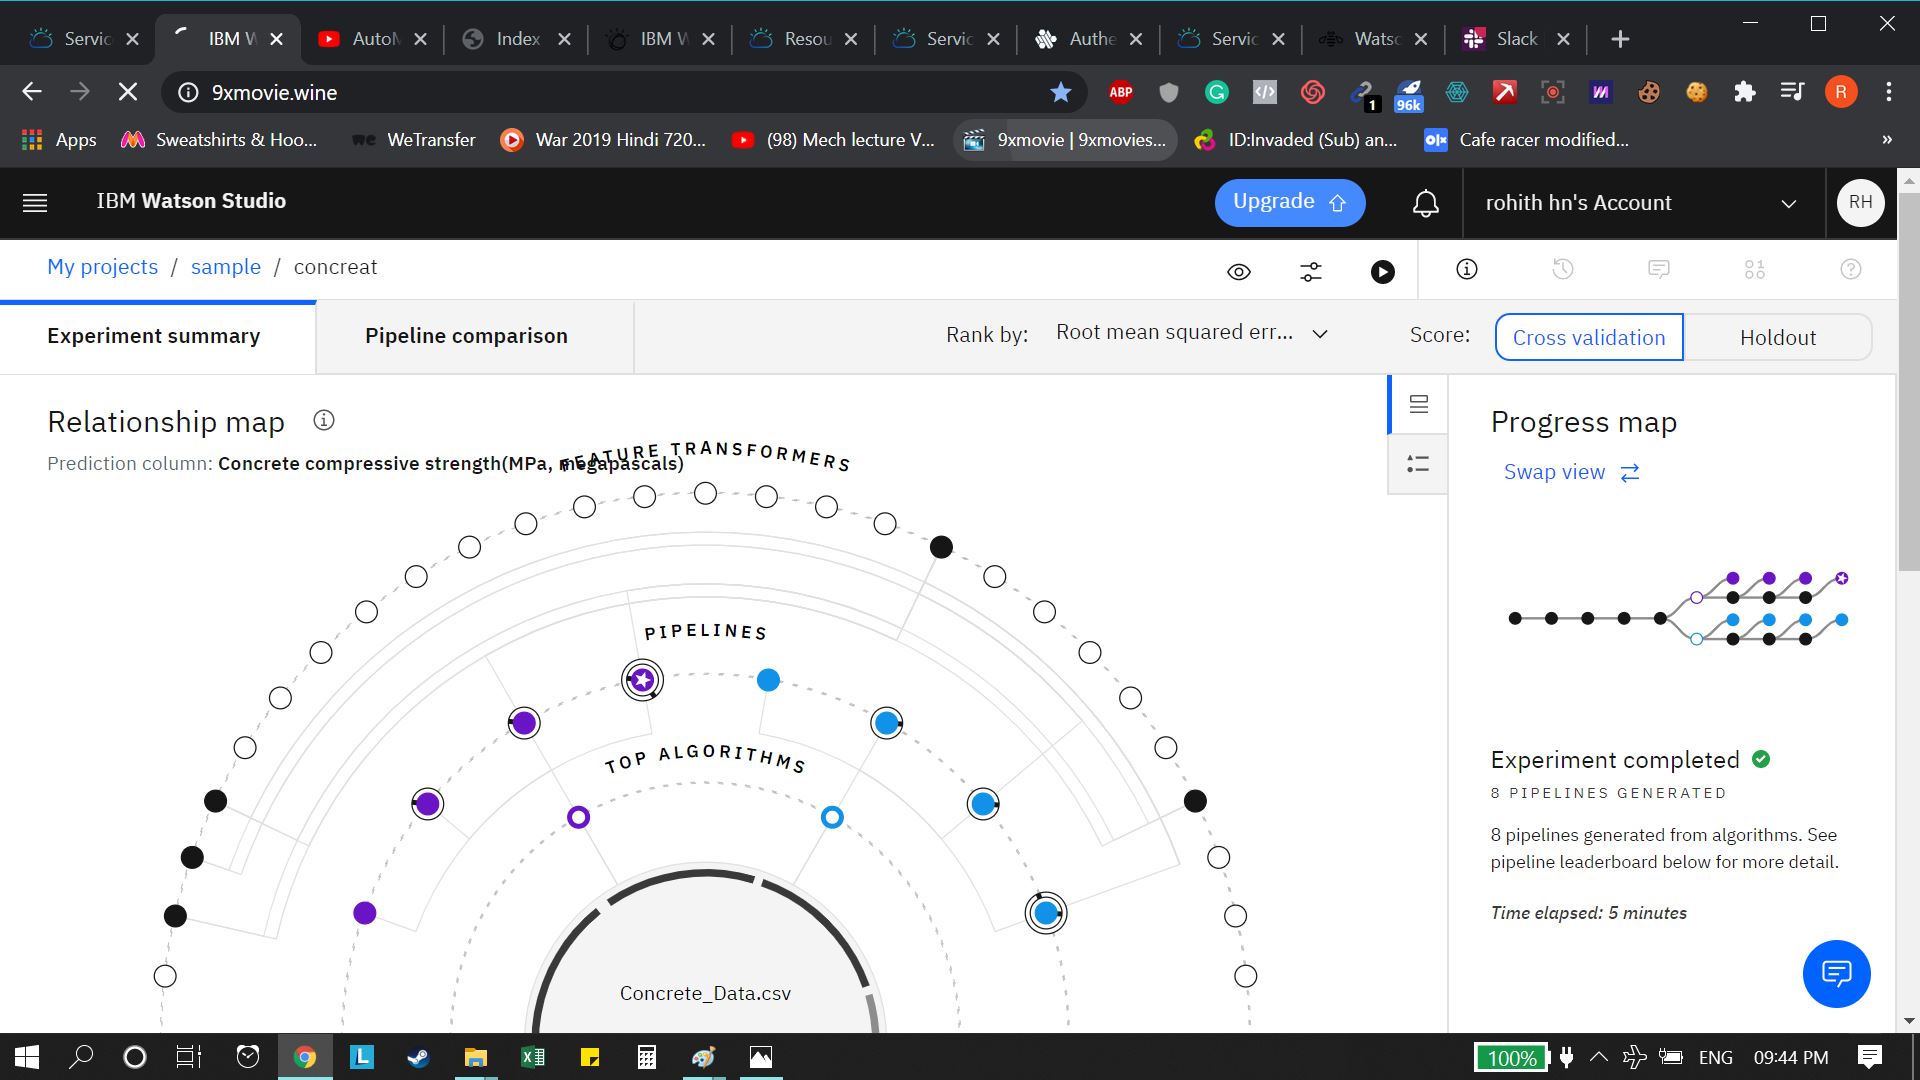 Servic
IBM W
AutoM
Index
IBM W
Resou
Servic
Authe
Servic
Watso
Slack
9xmovie.wine
ABP
1
96k
R
Apps
Sweatshirts & Hoo...
we
WeTransfer
War 2019 Hindi 720...
(98) Mech lecture V...
9xmovie | 9xmovies...
ID:Invaded (Sub) an...
olx
Cafe racer modified...
»
IBM Watson Studio
Upgrade
rohith hn's Account
RH
My projects / sample / concreat
Experiment summary
Pipeline comparison
Rank by:
Root mean squared err...
Score:
Cross validation
Holdout
Relationship map
Prediction column: Concrete compressive strength(MPa, megapascals)
FEATURE TRANSFORMERS
PIPELINES
TOP ALGORITHMS
Concrete_Data.csv
Progress map
Swap view
Experiment completed
8 PIPELINES GENERATED
8 pipelines generated from algorithms. See
pipeline leaderboard below for more detail.
Time elapsed: 5 minutes
L
100%
ENG
09:44 PM